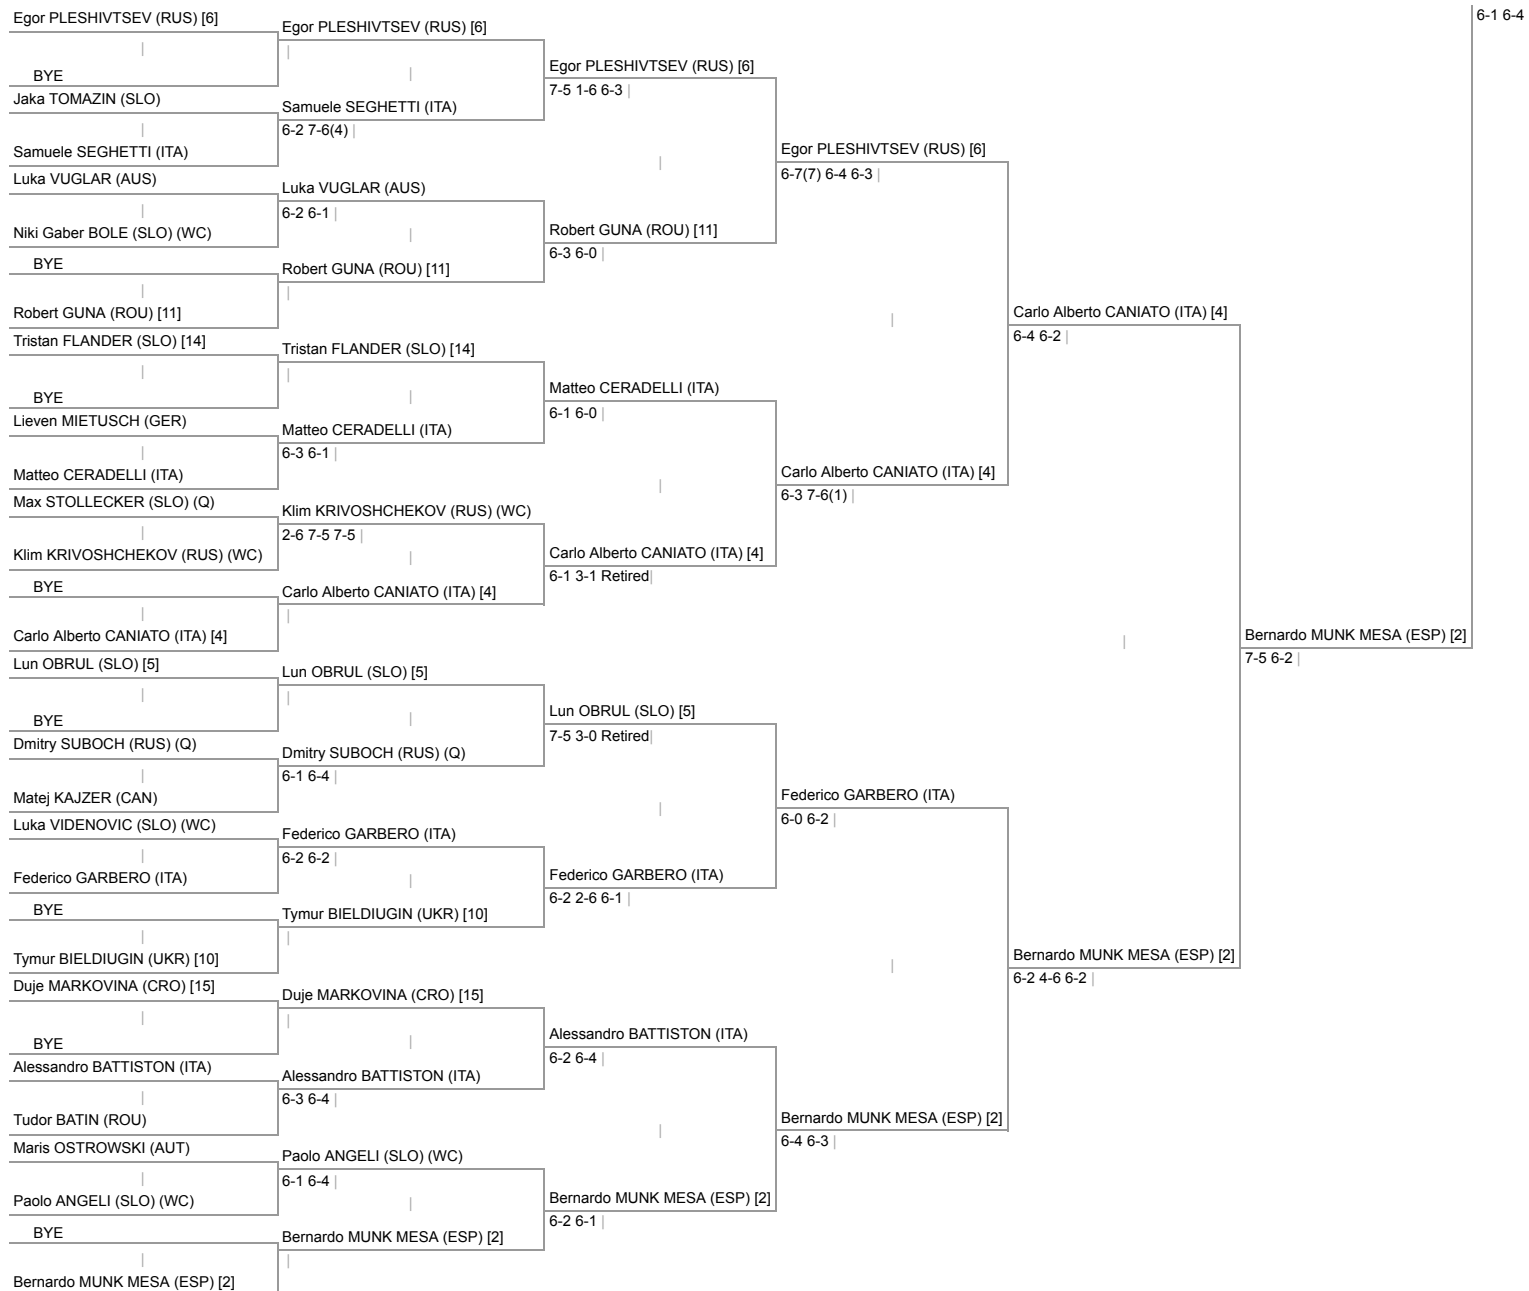 Egor PLESHIVTSEV (RUS) [6]
BYE
Jaka TOMAZIN (SLO)
Samuele SEGHETTI (ITA)
Luka VUGLAR (AUS)
Niki Gaber BOLE (SLO) (WC)
BYE
Robert GUNA (ROU) [11]
Tristan FLANDER (SLO) [14]
BYE
Lieven MIETUSCH (GER)
Matteo CERADELLI (ITA)
Max STOLLECKER (SLO) (Q)
Klim KRIVOSHCHEKOV (RUS) (WC)
BYE
Carlo Alberto CANIATO (ITA) [4]
Lun OBRUL (SLO) [5]
BYE
Dmitry SUBOCH (RUS) (Q)
Matej KAJZER (CAN)
Luka VIDENOVIC (SLO) (WC)
Federico GARBERO (ITA)
BYE
Tymur BIELDIUGIN (UKR) [10]
Duje MARKOVINA (CRO) [15]
BYE
Alessandro BATTISTON (ITA)
Tudor BATIN (ROU)
Maris OSTROWSKI (AUT)
Paolo ANGELI (SLO) (WC)
BYE
Bernardo MUNK MESA (ESP) [2]
Egor PLESHIVTSEV (RUS) [6]
Samuele SEGHETTI (ITA)
6-2 7-6(4)
Luka VUGLAR (AUS)
6-2 6-1
Robert GUNA (ROU) [11]
Tristan FLANDER (SLO) [14]
Matteo CERADELLI (ITA)
6-3 6-1
Klim KRIVOSHCHEKOV (RUS) (WC)
2-6 7-5 7-5
Carlo Alberto CANIATO (ITA) [4]
Lun OBRUL (SLO) [5]
Dmitry SUBOCH (RUS) (Q)
6-1 6-4
Federico GARBERO (ITA)
6-2 6-2
Tymur BIELDIUGIN (UKR) [10]
Duje MARKOVINA (CRO) [15]
Alessandro BATTISTON (ITA)
6-3 6-4
Paolo ANGELI (SLO) (WC)
6-1 6-4
Bernardo MUNK MESA (ESP) [2]
Egor PLESHIVTSEV (RUS) [6]
7-5 1-6 6-3
Robert GUNA (ROU) [11]
6-3 6-0
Matteo CERADELLI (ITA)
6-1 6-0
Carlo Alberto CANIATO (ITA) [4]
6-1 3-1 Retired
Lun OBRUL (SLO) [5]
7-5 3-0 Retired
Federico GARBERO (ITA)
6-2 2-6 6-1
Alessandro BATTISTON (ITA)
6-2 6-4
Bernardo MUNK MESA (ESP) [2]
6-2 6-1
Egor PLESHIVTSEV (RUS) [6]
6-7(7) 6-4 6-3
Carlo Alberto CANIATO (ITA) [4]
6-3 7-6(1)
Federico GARBERO (ITA)
6-0 6-2
Bernardo MUNK MESA (ESP) [2]
6-4 6-3
Carlo Alberto CANIATO (ITA) [4]
6-4 6-2
Bernardo MUNK MESA (ESP) [2]
6-2 4-6 6-2
Bernardo MUNK MESA (ESP) [2]
7-5 6-2
6-1 6-4